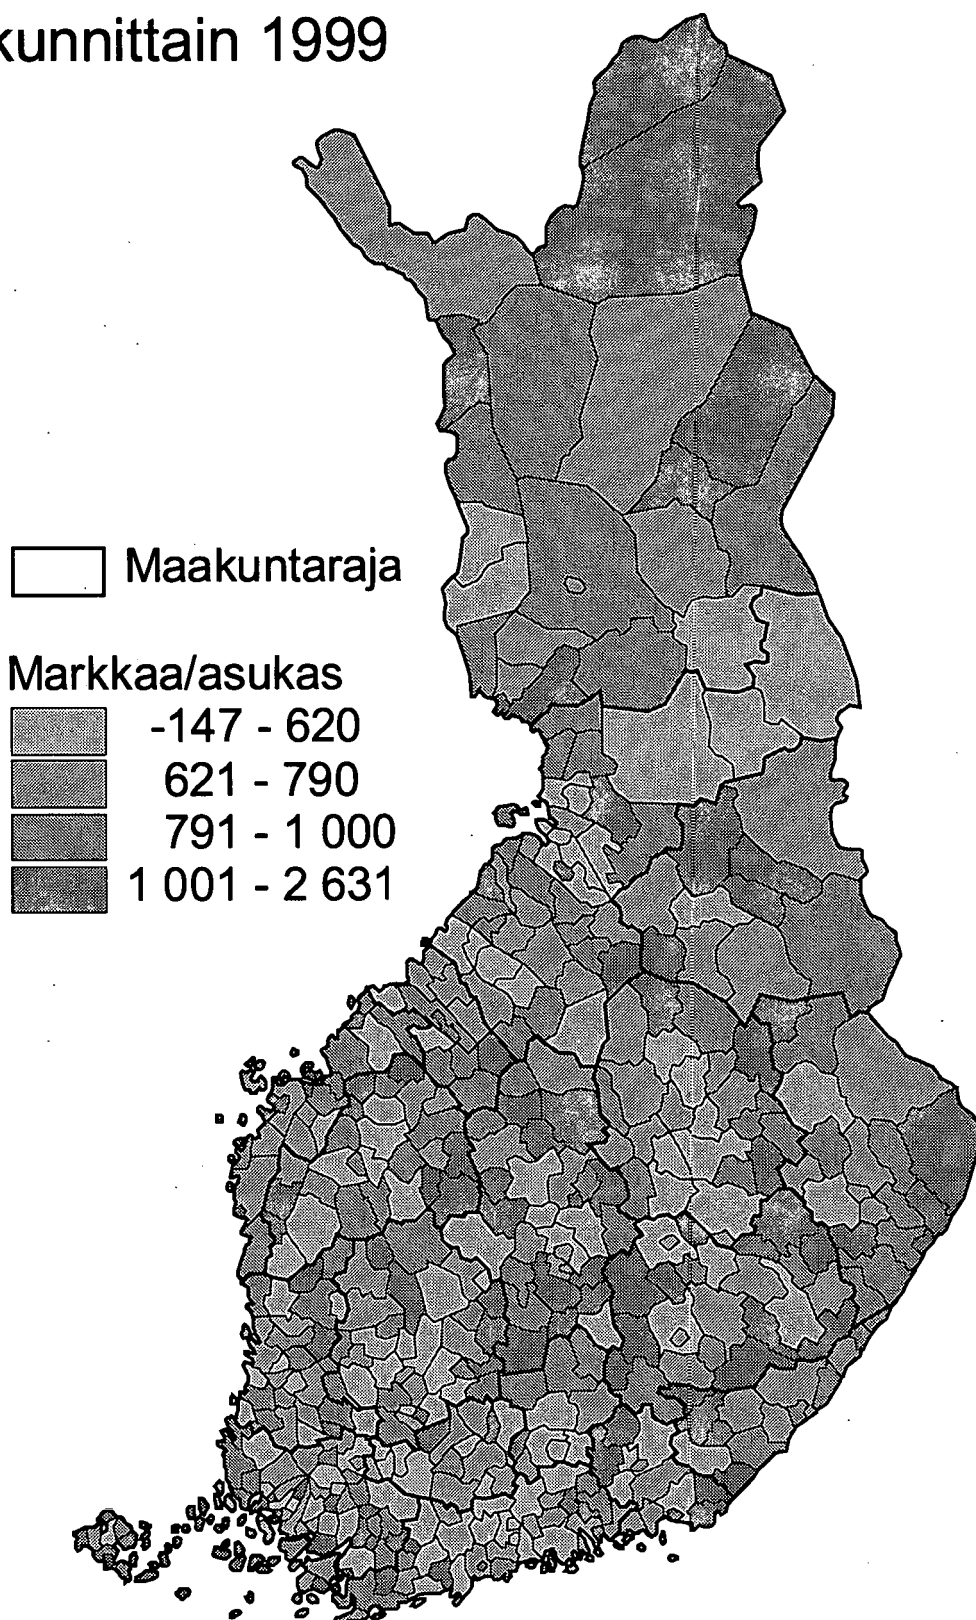 kunnittain 1999
Maakuntaraja
Markkaa/asukas
-147 - 620
621 - 790
791 - 1 000
1 001 - 2 631